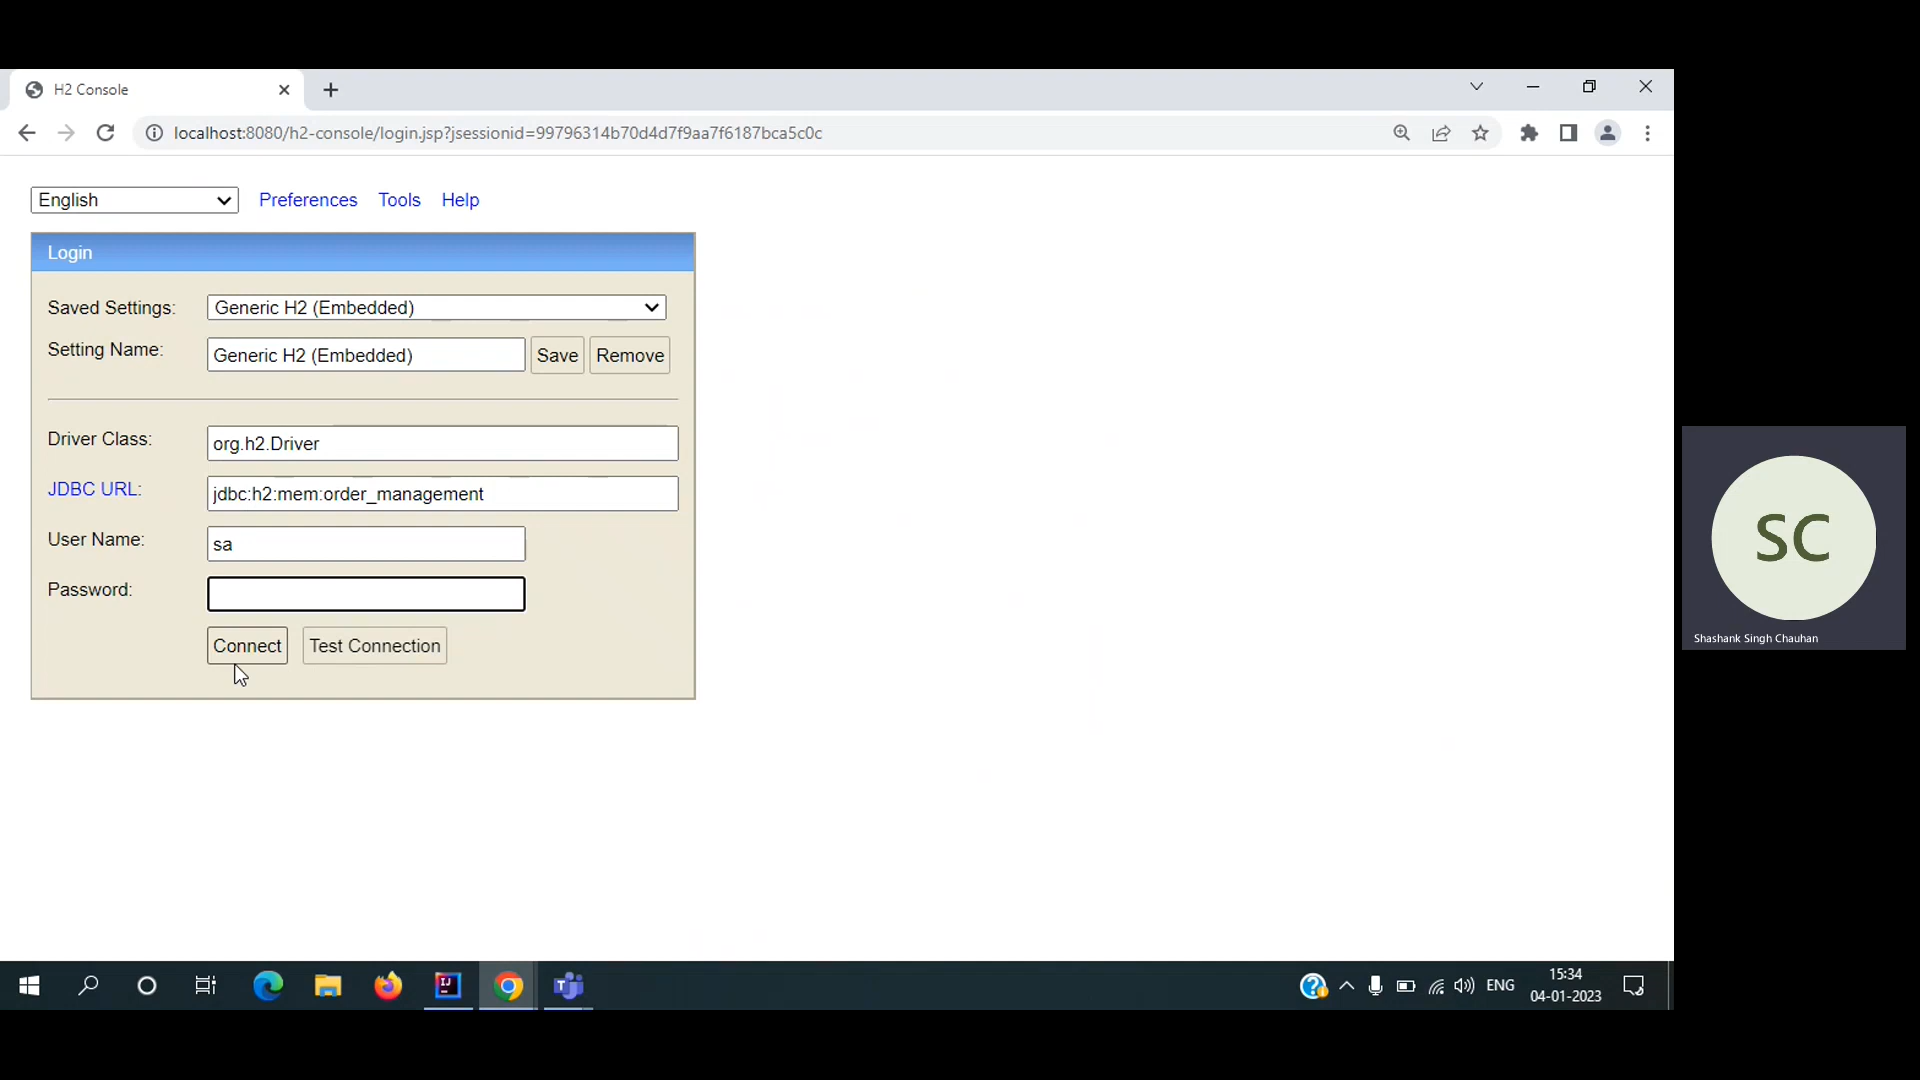 H2 Console
localhost:8080/h2-console/login.jsp?jsessionid=99796314b70d4d7f9aa7f6187bca5c0c
English Preferences Tools Help
Login
Saved Settings: Generic H2 (Embedded)
Setting Name: Generic H2 (Embedded) Save Remove
Driver Class: org.h2.Driver
JDBC URL: jdbc:h2:mem:order_management
User Name: sa
Password:
Connect Test Connection
SC
Shashank Singh Chauhan
ENG
15:34
04-01-2023